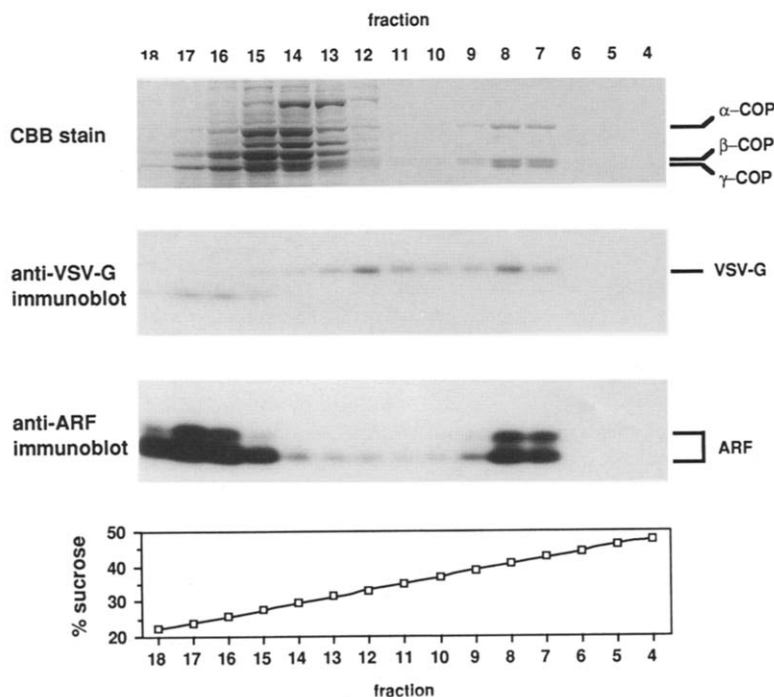 fraction
18 17 16 15 14 13 12 11 10 9 8 7 6 5 4
CBB stain
α–COP
β–COP
γ–COP
anti-VSV-G
immunoblot
VSV-G
anti-ARF
immunoblot
ARF
% sucrose
50
40
30
20
18 17 16 15 14 13 12 11 10 9 8 7 6 5 4
fraction